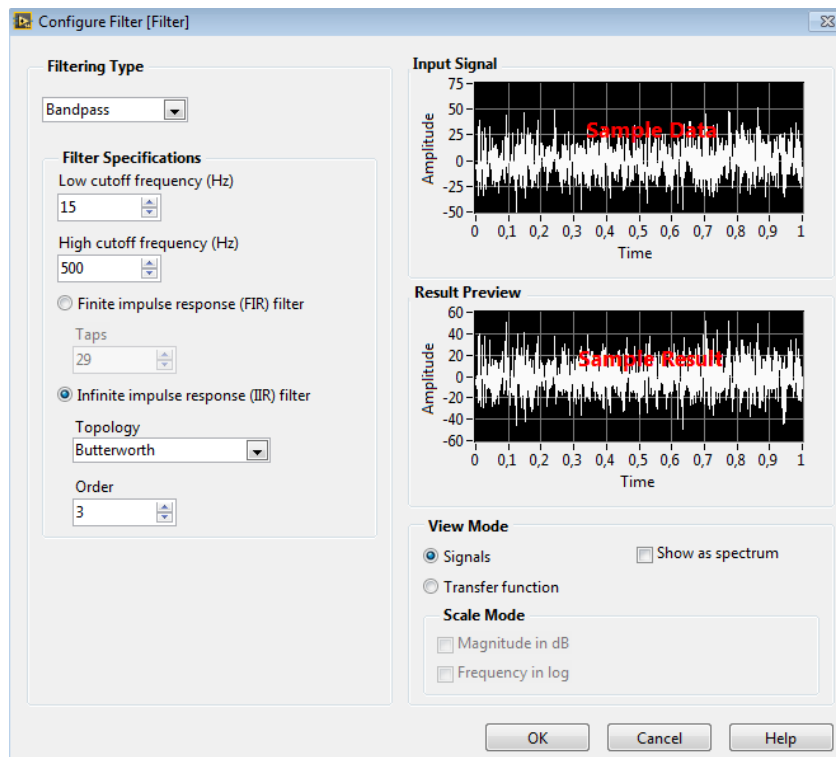 Configure Filter [Filter]
Filtering Type
Bandpass
Filter Specifications
Low cutoff frequency (Hz)
15
High cutoff frequency (Hz)
500
Finite impulse response (FIR) filter
Taps
29
Infinite impulse response (IIR) filter
Topology
Butterworth
Order
3
Input Signal
75
50
25
0
-25
-50
Amplitude
Sample Data
0 0,1 0,2 0,3 0,4 0,5 0,6 0,7 0,8 0,9 1
Time
Result Preview
60
40
20
0
-20
-40
-60
Amplitude
Sample Result
0 0,1 0,2 0,3 0,4 0,5 0,6 0,7 0,8 0,9 1
Time
View Mode
Signals
Show as spectrum
Transfer function
Scale Mode
Magnitude in dB
Frequency in log
OK Cancel Help